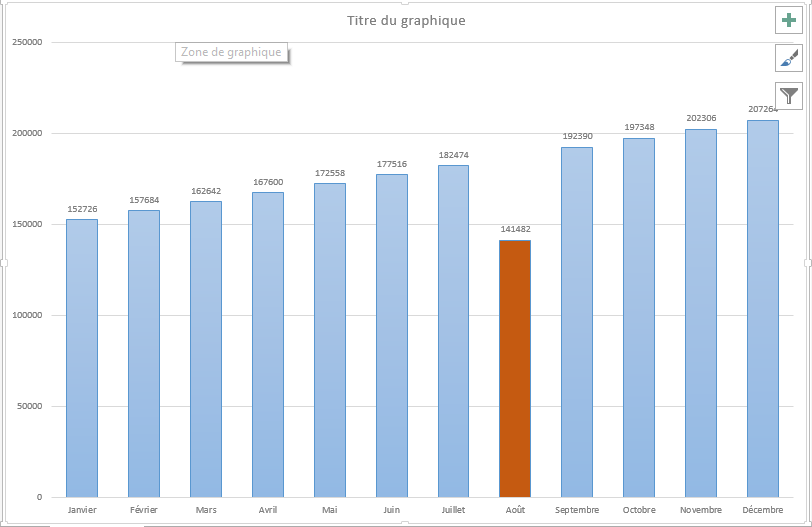 Titre du graphique
250000
Zone de graphique
200000
150000
100000
50000
0
152726
157684
162642
167600
172558
177516
182474
141482
192390
197348
202306
207264
Janvier
Février
Mars
Avril
Mai
Juin
Juillet
Août
Septembre
Octobre
Novembre
Décembre